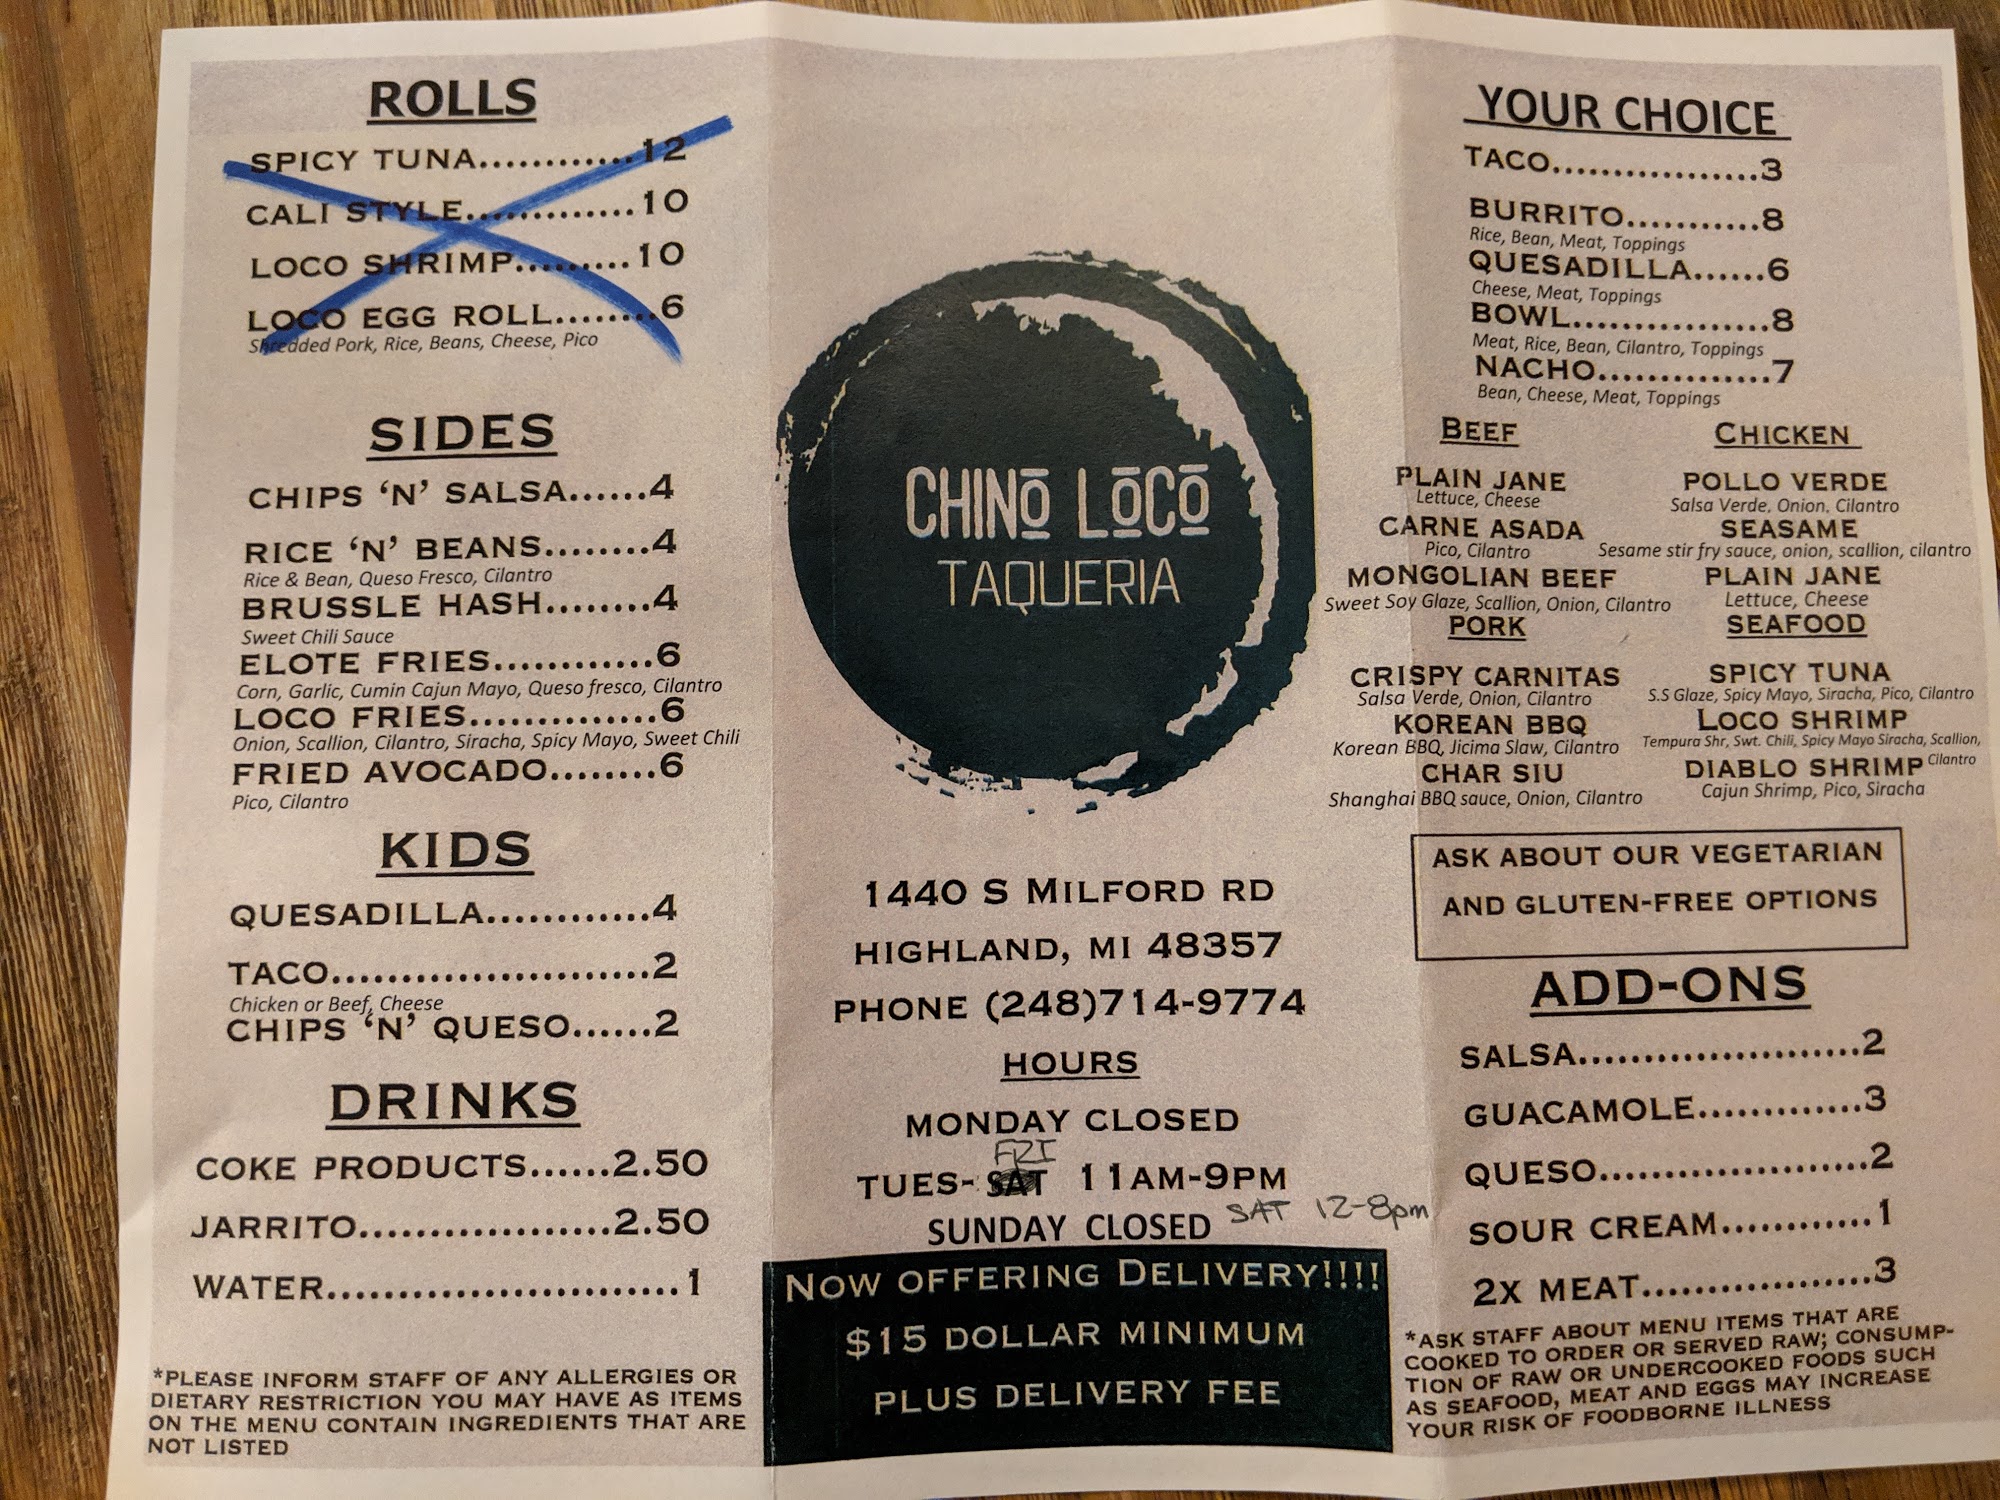 ROLLS
SPICY TUNA............12
CALI STYLE.............10
LOCO SHRIMP.........10
LOCO EGG ROLL........6
Shredded Pork, Rice, Beans, Cheese, Pico
SIDES
CHIPS 'N' SALSA......4
RICE 'N' BEANS........4
Rice & Bean, Queso Fresco, Cilantro
BRUSSLE HASH........4
Sweet Chili Sauce
ELOTE FRIES............6
Corn, Garlic, Cumin Cajun Mayo, Queso fresco, Cilantro
LOCO FRIES..............6
Onion, Scallion, Cilantro, Siracha, Spicy Mayo, Sweet Chili
FRIED AVOCADO........6
Pico, Cilantro
KIDS
QUESADILLA............4
TACO........................2
Chicken or Beef, Cheese
CHIPS 'N' QUESO......2
DRINKS
COKE PRODUCTS......2.50
JARRITO...................2.50
WATER...........................1
*PLEASE INFORM STAFF OF ANY ALLERGIES OR
DIETARY RESTRICTION YOU MAY HAVE AS ITEMS
ON THE MENU CONTAIN INGREDIENTS THAT ARE
NOT LISTED
CHINO LOCO
TAQUERIA
1440 S MILFORD RD
HIGHLAND, MI 48357
PHONE (248)714-9774
HOURS
MONDAY CLOSED
FRI
TUES- SAT 11AM-9PM
SUNDAY CLOSED SAT 12-8pm
NOW OFFERING DELIVERY!!!!
$15 DOLLAR MINIMUM
PLUS DELIVERY FEE
YOUR CHOICE
TACO..................3
BURRITO...........8
Rice, Bean, Meat, Toppings
QUESADILLA......6
Cheese, Meat, Toppings
BOWL.................8
Meat, Rice, Bean, Cilantro, Toppings
NACHO..............7
Bean, Cheese, Meat, Toppings
BEEF
PLAIN JANE
Lettuce, Cheese
CARNE ASADA
Pico, Cilantro
MONGOLIAN BEEF
Sweet Soy Glaze, Scallion, Onion, Cilantro
CHICKEN
POLLO VERDE
Salsa Verde, Onion, Cilantro
SEASAME
Sesame stir fry sauce, onion, scallion, cilantro
PLAIN JANE
Lettuce, Cheese
PORK
CRISPY CARNITAS
Salsa Verde, Onion, Cilantro
KOREAN BBQ
Korean BBQ, Jicima Slaw, Cilantro
CHAR SIU
Shanghai BBQ sauce, Onion, Cilantro
SEAFOOD
SPICY TUNA
S.S Glaze, Spicy Mayo, Siracha, Pico, Cilantro
LOCO SHRIMP
Tempura Shr, Swt. Chili, Spicy Mayo Siracha, Scallion,
Cilantro
DIABLO SHRIMP
Cajun Shrimp, Pico, Siracha
ASK ABOUT OUR VEGETARIAN
AND GLUTEN-FREE OPTIONS
ADD-ONS
SALSA......................2
GUACAMOLE.............3
QUESO.....................2
SOUR CREAM............1
2X MEAT..................3
*ASK STAFF ABOUT MENU ITEMS THAT ARE
COOKED TO ORDER OR SERVED RAW; CONSUMP-
TION OF RAW OR UNDERCOOKED FOODS SUCH
AS SEAFOOD, MEAT AND EGGS MAY INCREASE
YOUR RISK OF FOODBORNE ILLNESS